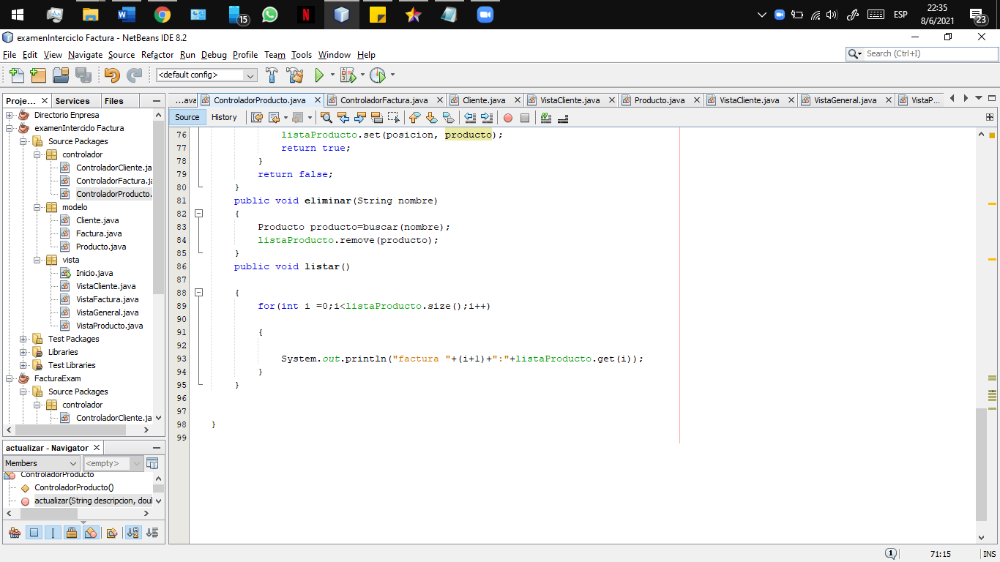 15
ESP
22:35
8/6/2021
23
examenInterciclo Factura - NetBeans IDE 8.2
File Edit View Navigate Source Refactor Run Debug Profile Team Tools Window Help
Search (Ctrl+I)
<default config>
Proje... Services Files
...ava ControladorProducto.java ControladorFactura.java Cliente.java VistaCliente.java Producto.java VistaCliente.java VistaGeneral.java VistaP...
Source History
Directorio Enpresa
examenInterciclo Factura
Source Packages
controlador
ControladorCliente.ja
ControladorFactura.ja
ControladorProducto.
modelo
Cliente.java
Factura.java
Producto.java
vista
Inicio.java
VistaCliente.java
VistaFactura.java
VistaGeneral.java
VistaProducto.java
Test Packages
Libraries
Test Libraries
FacturaExam
Source Packages
controlador
ControladorCliente.ja
actualizar - Navigator
Members <empty>
ControladorProducto
ControladorProducto()
actualizar(String descripcion, doul
76 listaProducto.set(posicion, producto);
77 return true;
78 }
79 return false;
80 }
81 public void eliminar(String nombre)
82 {
83 Producto producto=buscar(nombre);
84 listaProducto.remove(producto);
85 }
86 public void listar()
87
88 {
89 for(int i =0;i<listaProducto.size();i++)
90
91 {
92
93 System.out.println("factura "+(i+1)+":"+listaProducto.get(i));
94 }
95 }
96
97
98 }
99
1
71:15
INS